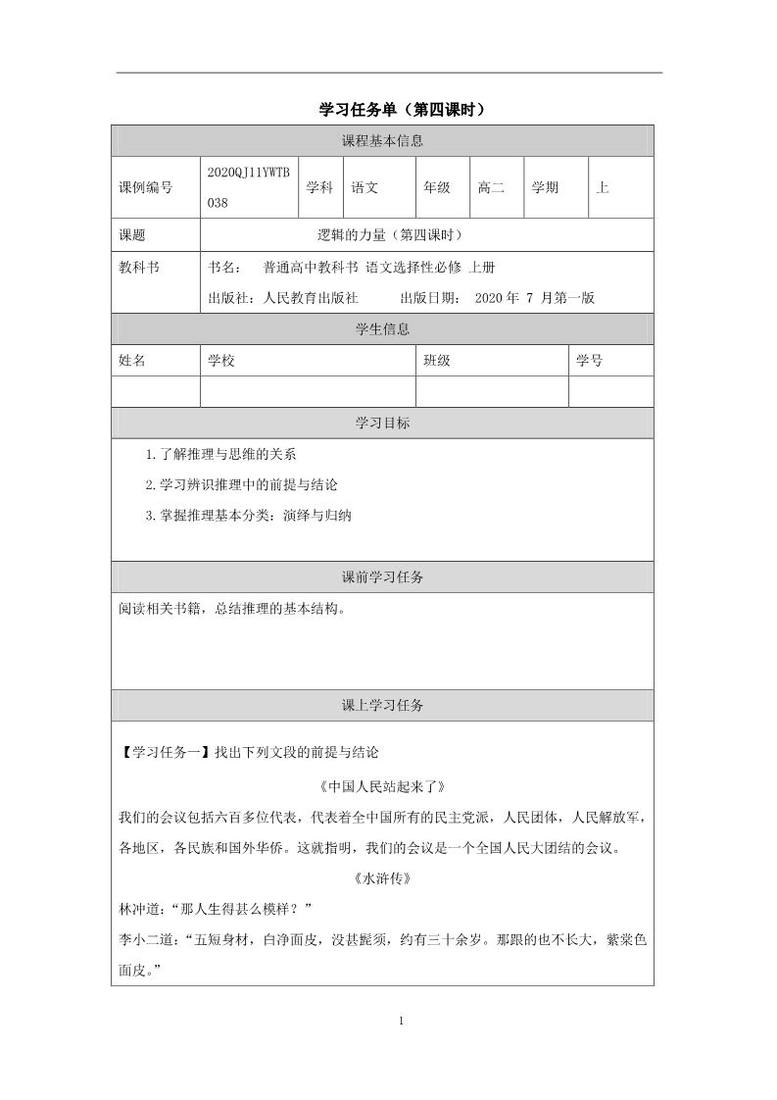 学习任务单（第四课时）
课程基本信息
课例编号 2020QJ11YWTB038 学科 语文 年级 高二 学期 上
课题 逻辑的力量（第四课时）
教科书 书名： 普通高中教科书 语文选择性必修 上册
出版社：人民教育出版社 出版日期： 2020 年 7 月第一版
学生信息
姓名 学校 班级 学号
学习目标
1.了解推理与思维的关系
2.学习辨识推理中的前提与结论
3.掌握推理基本分类：演绎与归纳
课前学习任务
阅读相关书籍，总结推理的基本结构。
课上学习任务
【学习任务一】找出下列文段的前提与结论
《中国人民站起来了》
我们的会议包括六百多位代表，代表着全中国所有的民主党派，人民团体，人民解放军，
各地区，各民族和国外华侨。这就指明，我们的会议是一个全国人民大团结的会议。
《水浒传》
林冲道：“那人生得甚么模样？”
李小二道：“五短身材，白净面皮，没甚髭须，约有三十余岁。那跟的也不长大，紫棠色
面皮。”
1